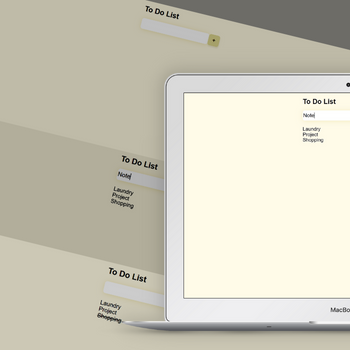 To Do List
To Do List
Note
Laundry
Project
Shopping
To Do List
Note
Laundry
Project
Shopping
To Do List
Laundry
Project
Shopping
MacBo